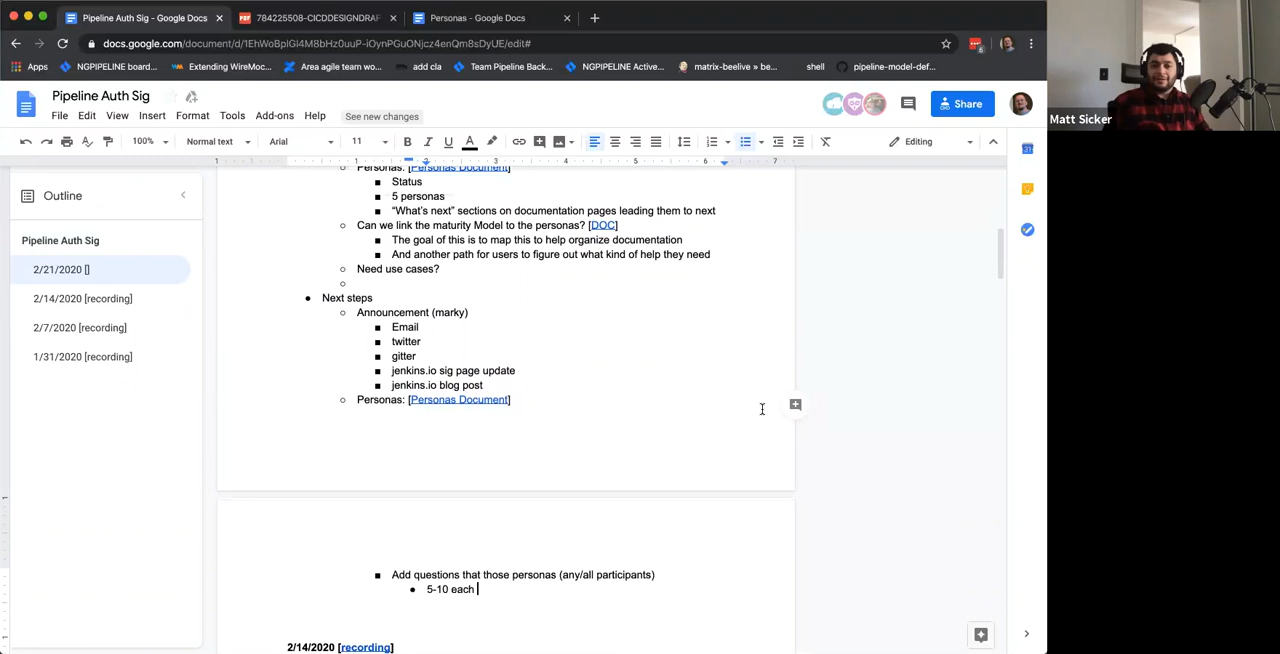 Pipeline Auth Sig - Google Docs
784225508-CICDDESIGNDRAF
Personas - Google Docs
docs.google.com/document/d/1EhWoBplGl4M8bHz0uuP-iOynPGuONjcz4enQm8sDyUE/edit#
Apps NGPIPELINE board... Extending WireMoc... Area agile team wo... add cla Team Pipeline Back... NGPIPELINE Active... matrix-beelive » be... shell pipeline-model-def...
Pipeline Auth Sig
File Edit View Insert Format Tools Add-ons Help See new changes
Share
100% Normal text Arial 11 Editing
1 1 2 3 4 5 6 7
Outline
Pipeline Auth Sig
2/21/2020 []
2/14/2020 [recording]
2/7/2020 [recording]
1/31/2020 [recording]
Personas: [Personas Document]
Status
5 personas
“What’s next” sections on documentation pages leading them to next
Can we link the maturity Model to the personas? [DOC]
The goal of this is to map this to help organize documentation
And another path for users to figure out what kind of help they need
Need use cases?
Next steps
Announcement (marky)
Email
twitter
gitter
jenkins.io sig page update
jenkins.io blog post
Personas: [Personas Document]
Add questions that those personas (any/all participants)
5-10 each
2/14/2020 [recording]
Matt Sicker